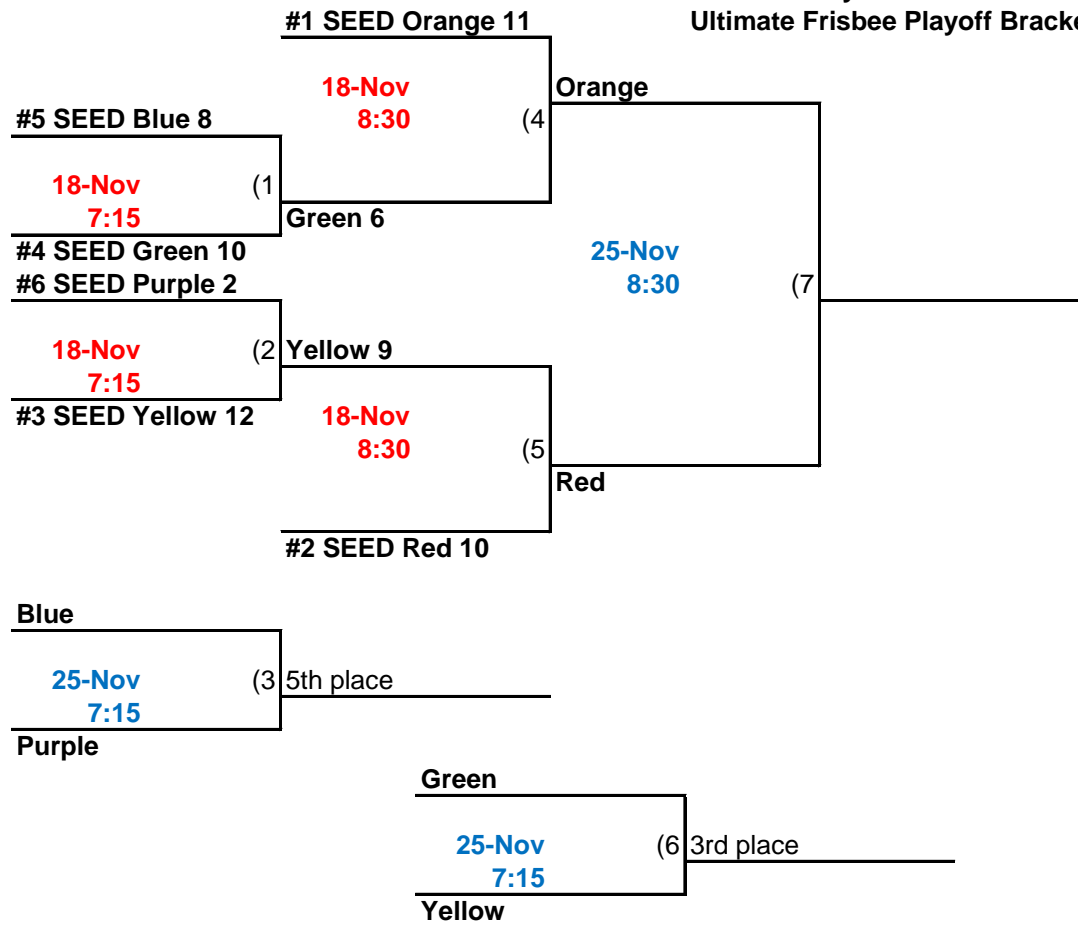 #1 SEED Orange 11
Ultimate Frisbee Playoff
18-Nov
8:30
(4
Orange
#5 SEED Blue 8
18-Nov
7:15
(1
Green 6
#4 SEED Green 10
25-Nov
8:30
(7
#6 SEED Purple 2
18-Nov
7:15
(2
Yellow 9
#3 SEED Yellow 12
18-Nov
8:30
(5
Red
#2 SEED Red 10
Blue
25-Nov
7:15
(3
5th place
Purple
Green
25-Nov
7:15
(6
3rd place
Yellow